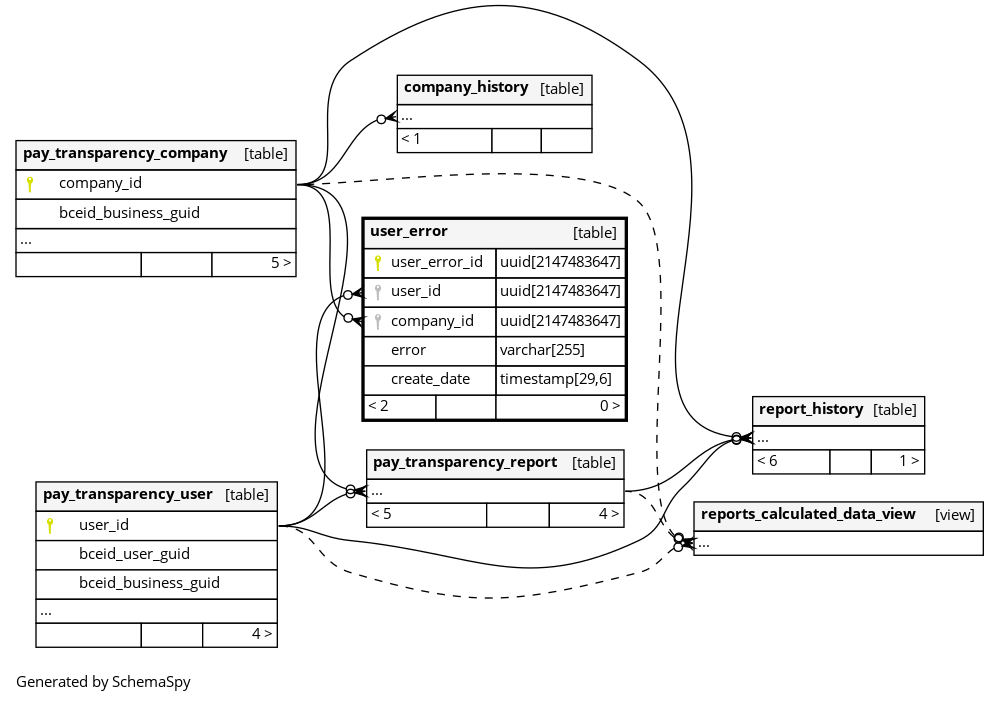 company_history [table]
...
< 1
pay_transparency_company [table]
company_id
bceid_business_guid
...
5 >
user_error [table]
user_error_id uuid[2147483647]
user_id uuid[2147483647]
company_id uuid[2147483647]
error varchar[255]
create_date timestamp[29,6]
< 2 0 >
report_history [table]
...
< 6 1 >
pay_transparency_report [table]
...
< 5 4 >
pay_transparency_user [table]
user_id
bceid_user_guid
bceid_business_guid
...
4 >
reports_calculated_data_view [view]
...
Generated by SchemaSpy